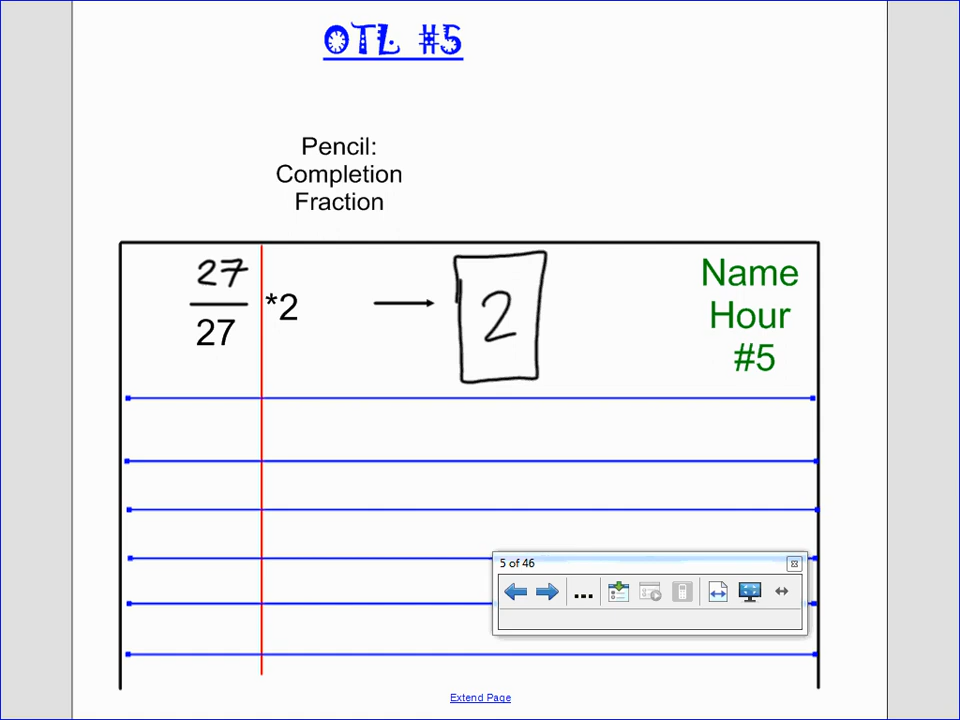 OTL #5
Pencil:
Completion
Fraction
27
27
*2
2
Name
Hour
#5
5 of 46
...
Extend Page